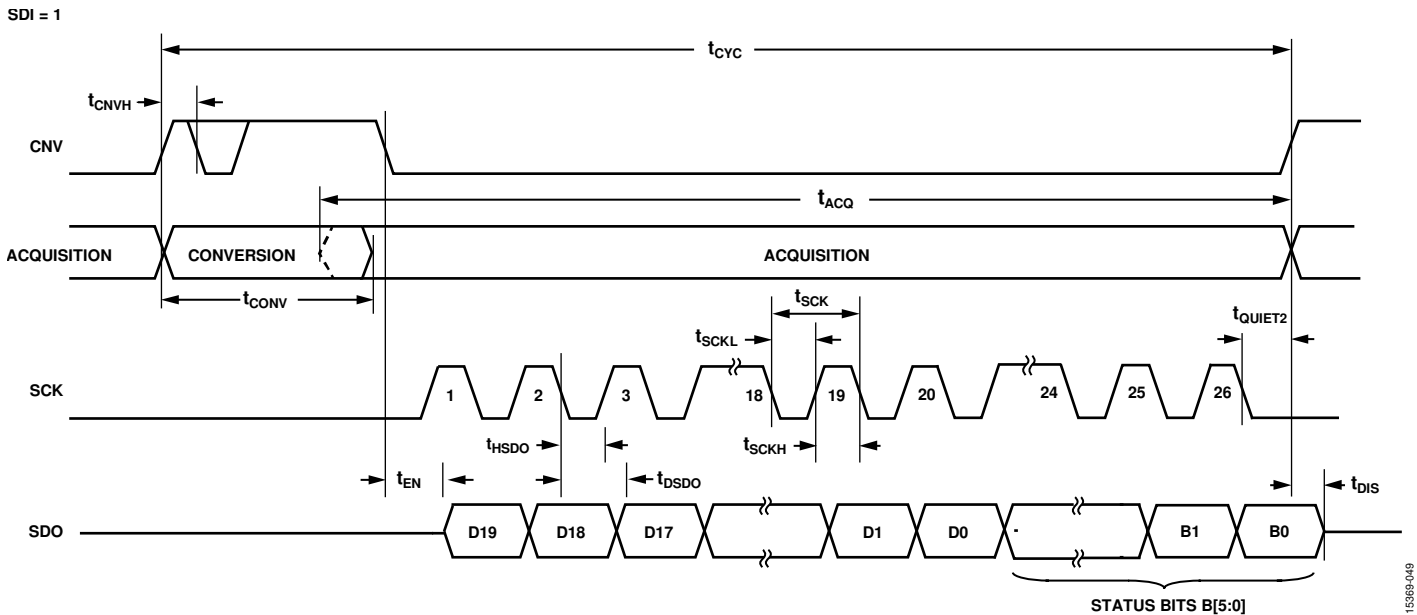 SDI = 1
tCYC
tCNVH
CNV
tACQ
ACQUISITION
CONVERSION
ACQUISITION
tCONV
tSCK
tSCKL
tQUIET2
SCK
1
2
3
18
19
20
24
25
26
tHSDO
tSCKH
tEN
tDSDO
tDIS
SDO
D19
D18
D17
D1
D0
B1
B0
STATUS BITS B[5:0]
15369-049